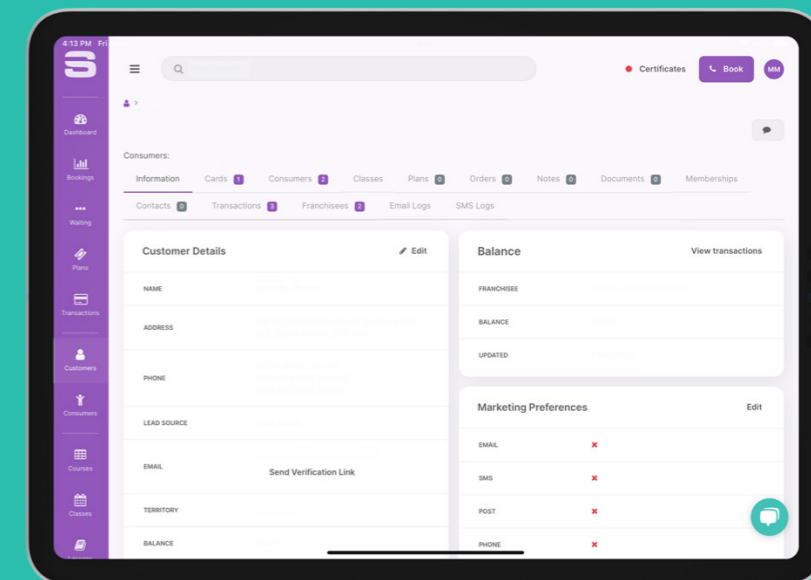 4:13 PM Fri
S
Certificates
Book
MM
Dashboard
Bookings
Waiting
Plans
Transactions
Customers
Consumers
Courses
Classes
Consumers:
Information Cards 1 Consumers 2 Classes Plans 0 Orders 0 Notes 0 Documents 0 Memberships
Contacts 0 Transactions 3 Franchisees 2 Email Logs SMS Logs
Customer Details
Edit
NAME
ADDRESS
PHONE
LEAD SOURCE
EMAIL
Send Verification Link
TERRITORY
BALANCE
Balance
View transactions
FRANCHISEE
BALANCE
UPDATED
Marketing Preferences
Edit
EMAIL
SMS
POST
PHONE